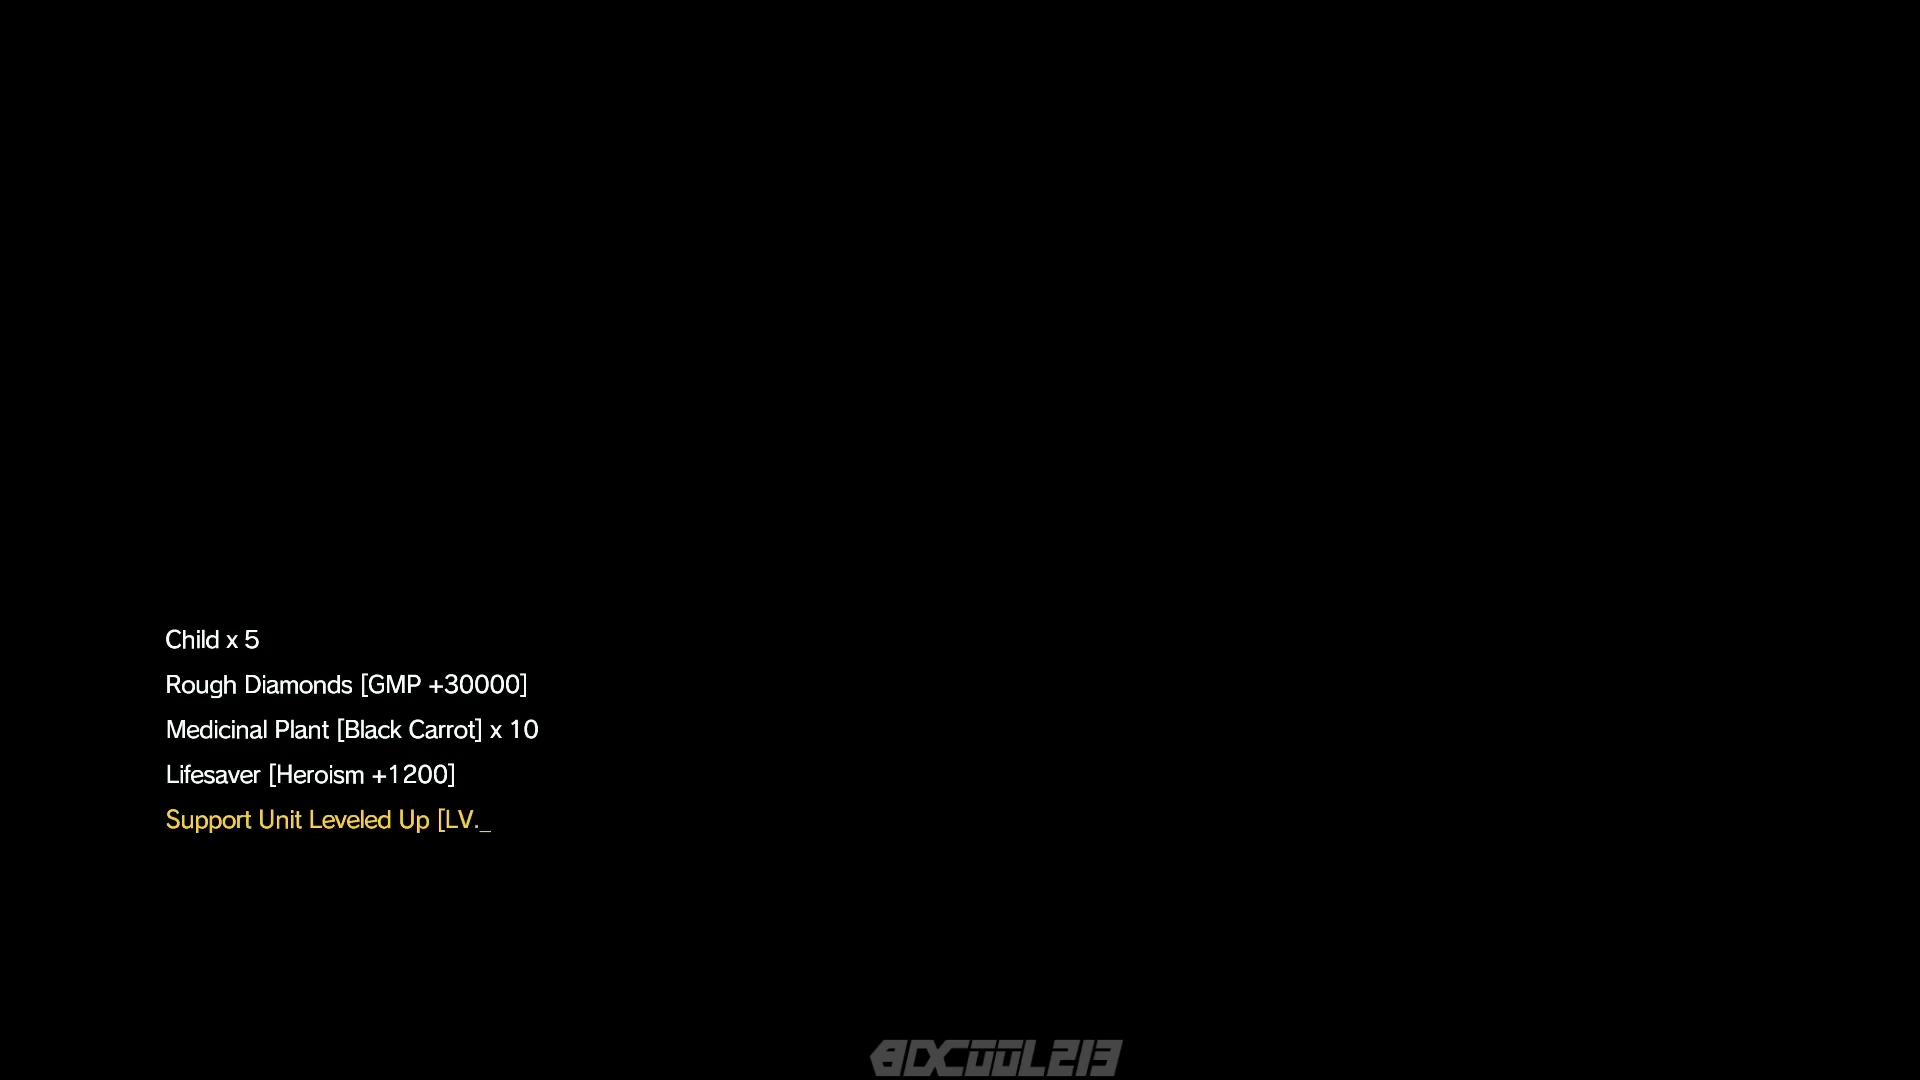 Child x 5
Rough Diamonds [GMP +30000]
Medicinal Plant [Black Carrot] x 10
Lifesaver [Heroism +1200]
Support Unit Leveled Up [LV._
ADCOOL213